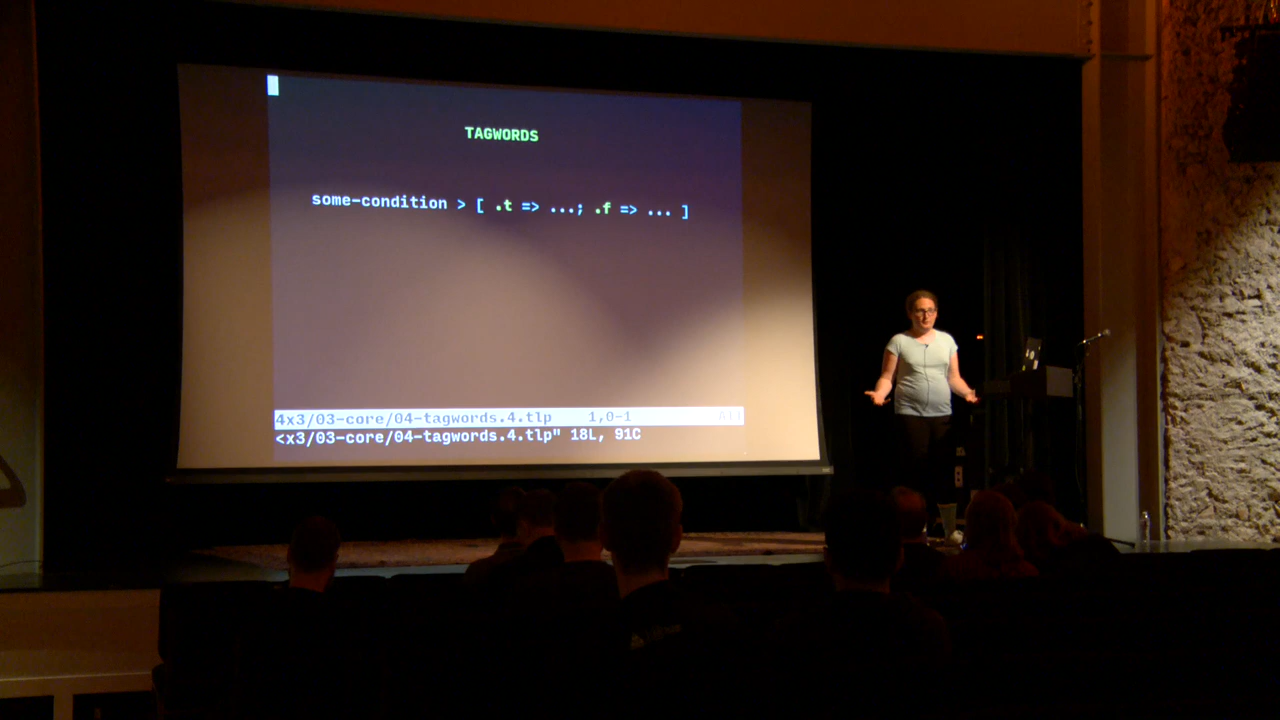 TAGWORDS
some-condition > [ .t => ...; .f => ... ]
4x3/03-core/04-tagwords.4.tlp 1,0-1 All
<x3/03-core/04-tagwords.4.tlp" 18L, 91C